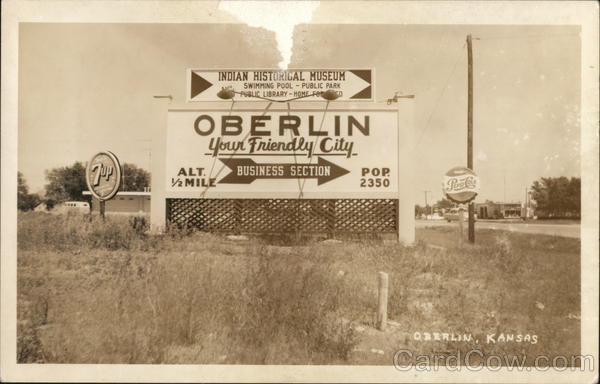 INDIAN HISTORICAL MUSEUM
SWIMMING POOL - PUBLIC PARK
PUBLIC LIBRARY - HOME
OBERLIN
Your Friendly City
ALT.
1/2 MILE
BUSINESS SECTION
POP.
2350
7up
Pepsi-Cola
OBERLIN, KANSAS
CardCow.com